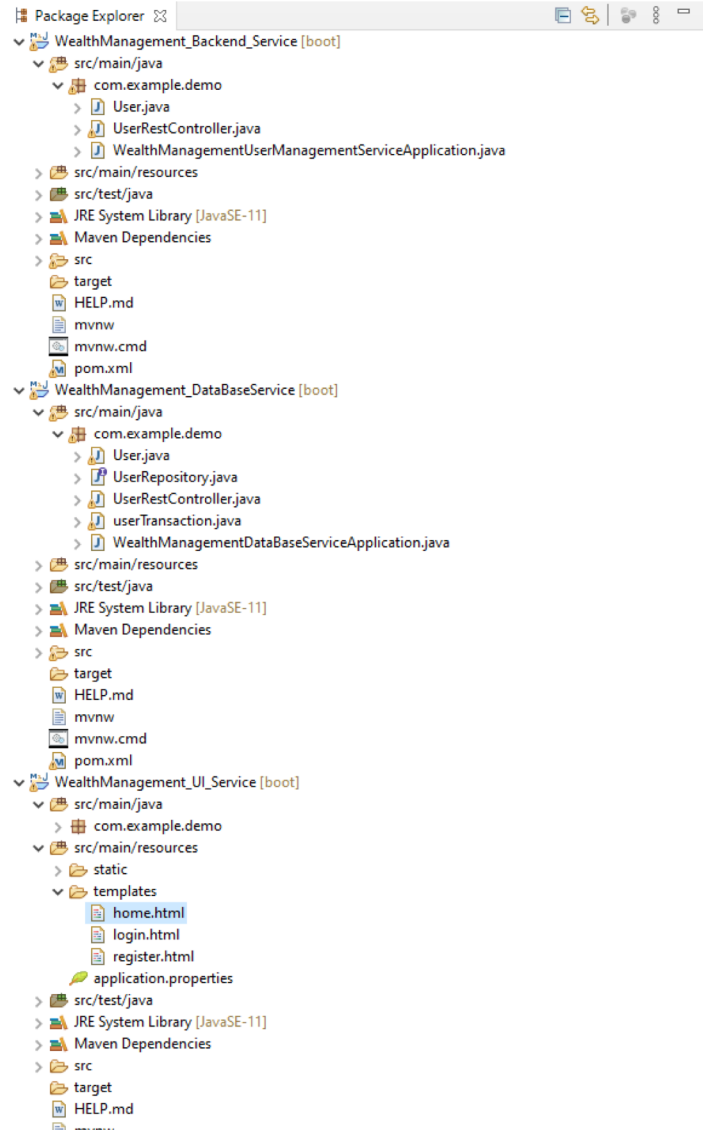 Package Explorer
WealthManagement_Backend_Service [boot]
src/main/java
com.example.demo
User.java
UserRestController.java
WealthManagementUserManagementServiceApplication.java
src/main/resources
src/test/java
JRE System Library [JavaSE-11]
Maven Dependencies
src
target
HELP.md
mvnw
mvnw.cmd
pom.xml
WealthManagement_DataBaseService [boot]
src/main/java
com.example.demo
User.java
UserRepository.java
UserRestController.java
userTransaction.java
WealthManagementDataBaseServiceApplication.java
src/main/resources
src/test/java
JRE System Library [JavaSE-11]
Maven Dependencies
src
target
HELP.md
mvnw
mvnw.cmd
pom.xml
WealthManagement_UI_Service [boot]
src/main/java
com.example.demo
src/main/resources
static
templates
home.html
login.html
register.html
application.properties
src/test/java
JRE System Library [JavaSE-11]
Maven Dependencies
src
target
HELP.md